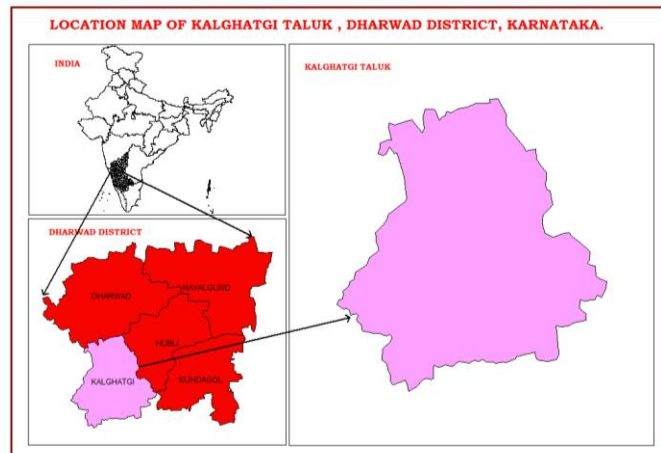 LOCATION MAP OF KALGHATGI TALUK , DHARWAD DISTRICT, KARNATAKA.
INDIA
KALGHATGI TALUK
DHARWAD DISTRICT
DHARWAD
NAVALGUND
HUBLI
KALGHATGI
KUNDAGOL